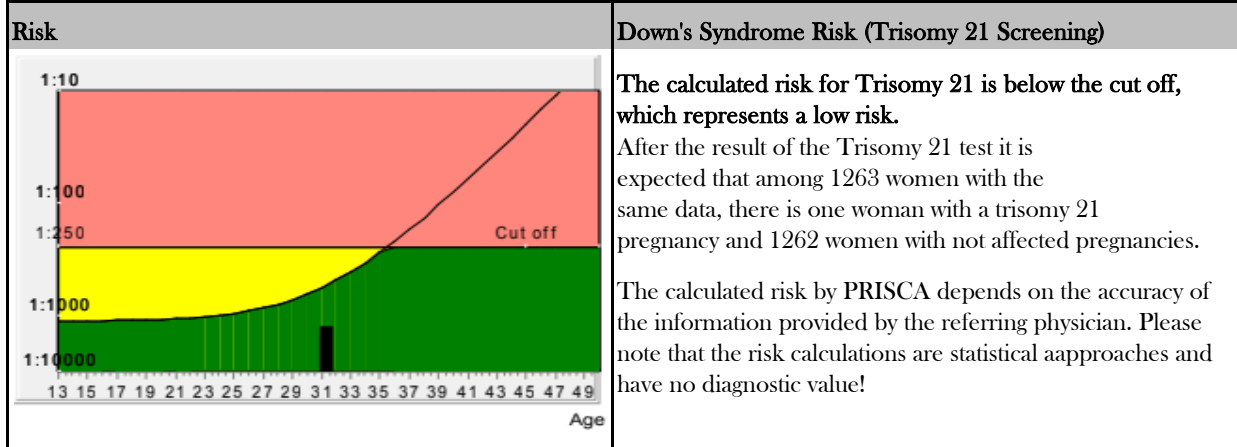 Risk
1:10
1:100
1:250
Cut off
1:1000
1:10000
13 15 17 19 21 23 25 27 29 31 33 35 37 39 41 43 45 47 49
Age
Down's Syndrome Risk (Trisomy 21 Screening)
The calculated risk for Trisomy 21 is below the cut off,
which represents a low risk.
After the result of the Trisomy 21 test it is
expected that among 1263 women with the
same data, there is one woman with a trisomy 21
pregnancy and 1262 women with not affected pregnancies.
The calculated risk by PRISCA depends on the accuracy of
the information provided by the referring physician. Please
note that the risk calculations are statistical aapproaches and
have no diagnostic value!